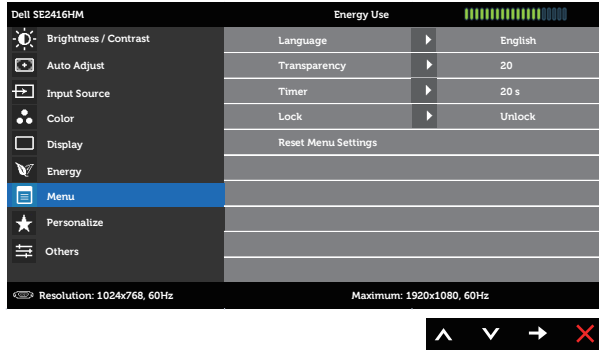 Dell SE2416HM Energy Use
Brightness / Contrast
Auto Adjust
Input Source
Color
Display
Energy
Menu
Personalize
Others
Language English
Transparency 20
Timer 20 s
Lock Unlock
Reset Menu Settings
Resolution: 1024x768, 60Hz Maximum: 1920x1080, 60Hz